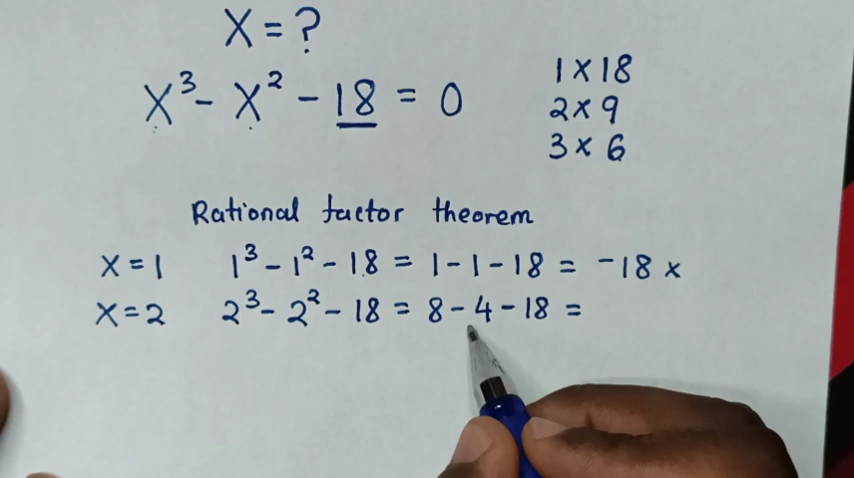 X = ?
X³ - X² - 18 = 0
1 × 18
2 × 9
3 × 6
Rational factor theorem
x = 1 1³ - 1² - 18 = 1 - 1 - 18 = -18 ×
x = 2 2³ - 2² - 18 = 8 - 4 - 18 =